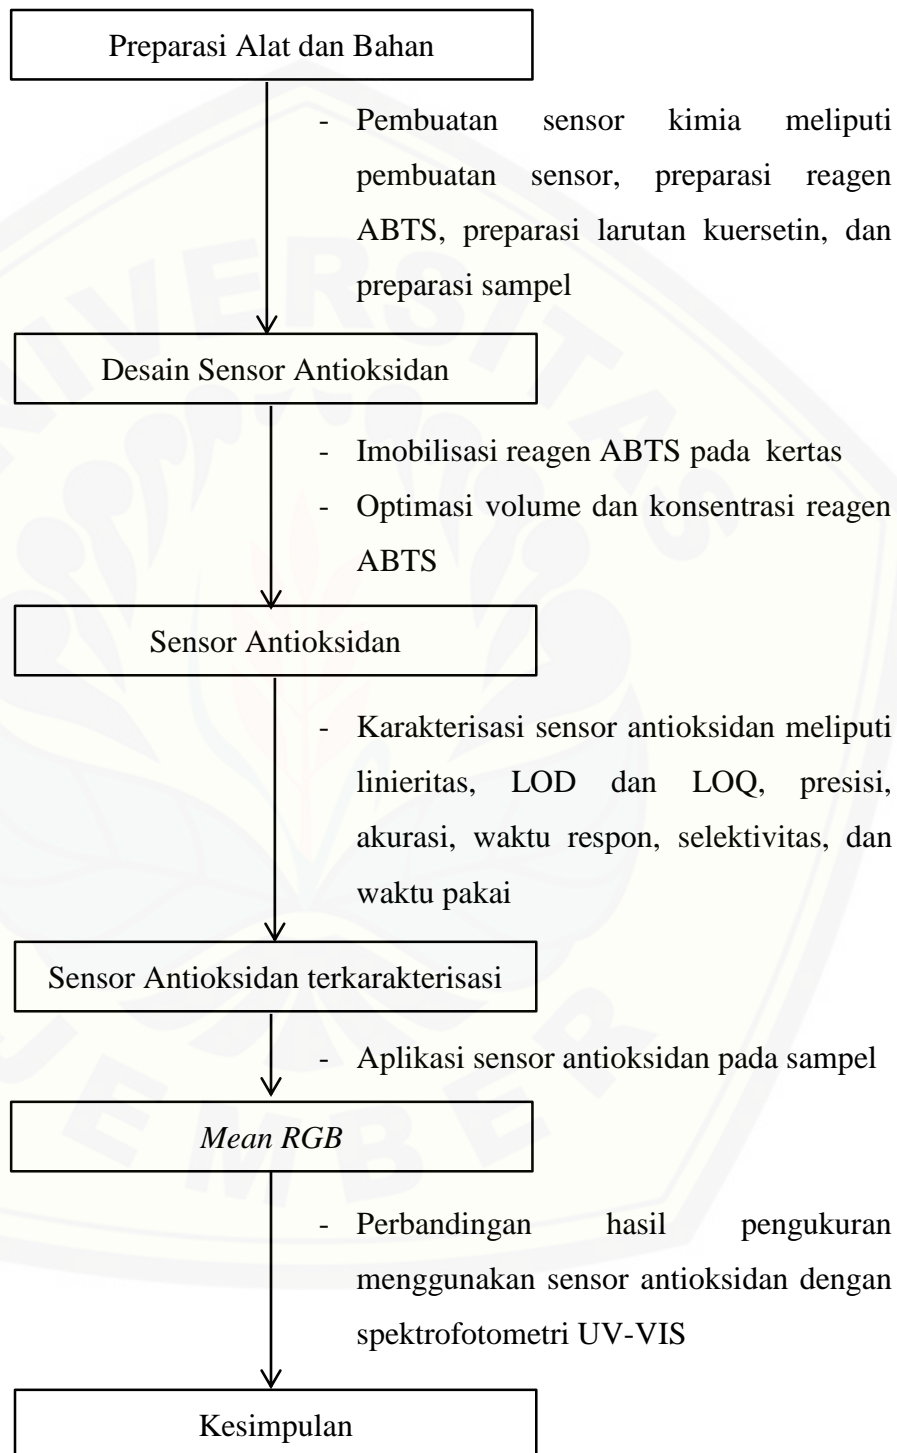 Preparasi Alat dan Bahan
- Pembuatan sensor kimia meliputi
pembuatan sensor, preparasi reagen
ABTS, preparasi larutan kuersetin, dan
preparasi sampel
Desain Sensor Antioksidan
- Imobilisasi reagen ABTS pada kertas
- Optimasi volume dan konsentrasi reagen
ABTS
Sensor Antioksidan
- Karakterisasi sensor antioksidan meliputi
linieritas, LOD dan LOQ, presisi,
akurasi, waktu respon, selektivitas, dan
waktu pakai
Sensor Antioksidan terkarakterisasi
- Aplikasi sensor antioksidan pada sampel
Mean RGB
- Perbandingan hasil pengukuran
menggunakan sensor antioksidan dengan
spektrofotometri UV-VIS
Kesimpulan
UNIVERSITAS
JEMBER